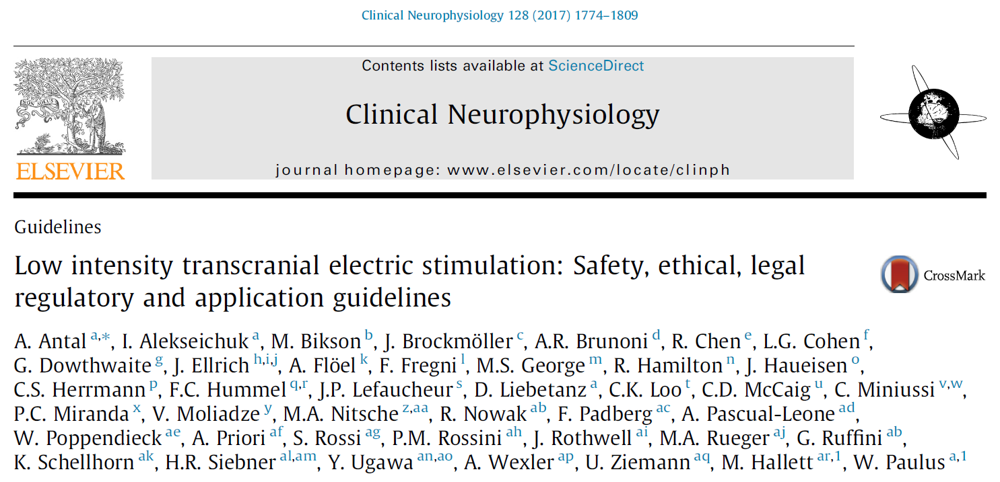 Clinical Neurophysiology 128 (2017) 1774–1809
Contents lists available at ScienceDirect
Clinical Neurophysiology
journal homepage: www.elsevier.com/locate/clinph
NON SOLUS
ELSEVIER
Guidelines
Low intensity transcranial electric stimulation: Safety, ethical, legal
regulatory and application guidelines
CrossMark
A. Antal a,*, I. Alekseichuk a, M. Bikson b, J. Brockmöller c, A.R. Brunoni d, R. Chen e, L.G. Cohen f,
G. Dowthwaite g, J. Ellrich h,i,j, A. Flöel k, F. Fregni l, M.S. George m, R. Hamilton n, J. Haueisen o,
C.S. Herrmann p, F.C. Hummel q,r, J.P. Lefaucheur s, D. Liebetanz a, C.K. Loo t, C.D. McCaig u, C. Miniussi v,w,
P.C. Miranda x, V. Moliadze y, M.A. Nitsche z,aa, R. Nowak ab, F. Padberg ac, A. Pascual-Leone ad,
W. Poppendieck ae, A. Priori af, S. Rossi ag, P.M. Rossini ah, J. Rothwell ai, M.A. Rueger aj, G. Ruffini ab,
K. Schellhorn ak, H.R. Siebner al,am, Y. Ugawa an,ao, A. Wexler ap, U. Ziemann aq, M. Hallett ar,1, W. Paulus a,1